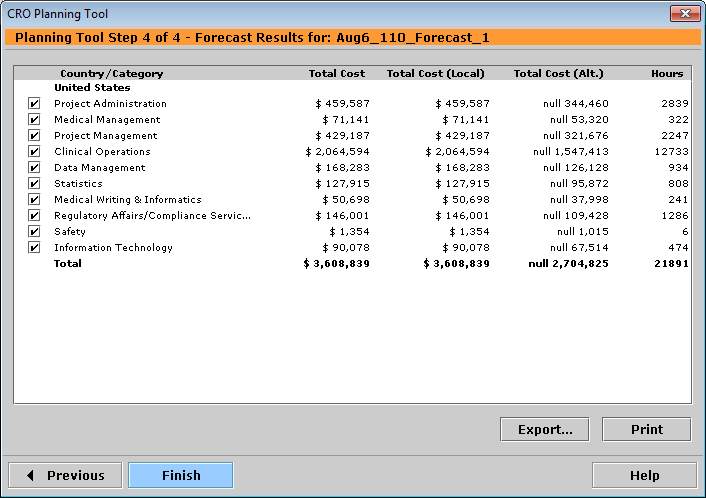 CRO Planning Tool
Planning Tool Step 4 of 4 - Forecast Results for: Aug6_110_Forecast_1
Country/Category Total Cost Total Cost (Local) Total Cost (Alt.) Hours
United States
Project Administration $ 459,587 $ 459,587 null 344,460 2839
Medical Management $ 71,141 $ 71,141 null 53,320 322
Project Management $ 429,187 $ 429,187 null 321,676 2247
Clinical Operations $ 2,064,594 $ 2,064,594 null 1,547,413 12733
Data Management $ 168,283 $ 168,283 null 126,128 934
Statistics $ 127,915 $ 127,915 null 95,872 808
Medical Writing & Informatics $ 50,698 $ 50,698 null 37,998 241
Regulatory Affairs/Compliance Servic... $ 146,001 $ 146,001 null 109,428 1286
Safety $ 1,354 $ 1,354 null 1,015 6
Information Technology $ 90,078 $ 90,078 null 67,514 474
Total $ 3,608,839 $ 3,608,839 null 2,704,825 21891
Export... Print
Previous Finish Help